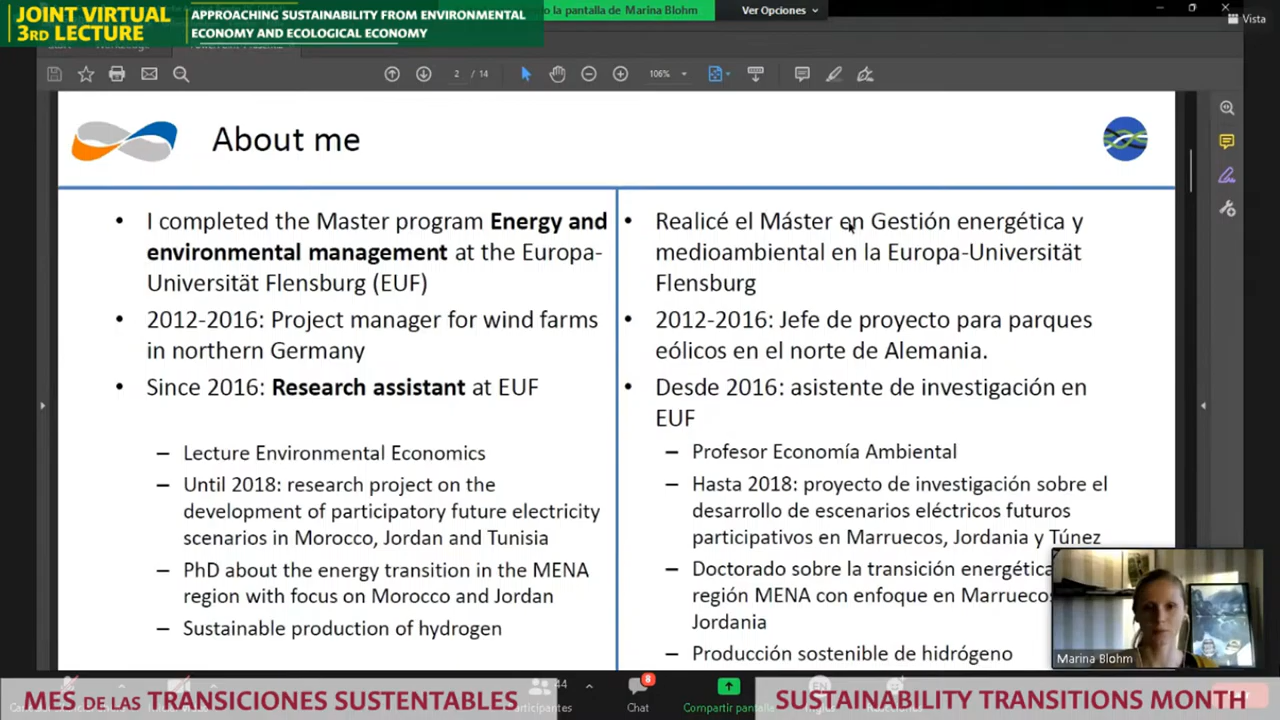 JOINT VIRTUAL
3RD LECTURE
APPROACHING SUSTAINABILITY FROM ENVIRONMENTAL
ECONOMY AND ECOLOGICAL ECONOMY
la pantalla de Marina Blohm
Ver Opciones
Vista
2 / 14
106%
About me
• I completed the Master program Energy and
environmental management at the Europa-
Universität Flensburg (EUF)
• 2012-2016: Project manager for wind farms
in northern Germany
• Since 2016: Research assistant at EUF
– Lecture Environmental Economics
– Until 2018: research project on the
development of participatory future electricity
scenarios in Morocco, Jordan and Tunisia
– PhD about the energy transition in the MENA
region with focus on Morocco and Jordan
– Sustainable production of hydrogen
• Realicé el Máster en Gestión energética y
medioambiental en la Europa-Universität
Flensburg
• 2012-2016: Jefe de proyecto para parques
eólicos en el norte de Alemania.
• Desde 2016: asistente de investigación en
EUF
– Profesor Economía Ambiental
– Hasta 2018: proyecto de investigación sobre el
desarrollo de escenarios eléctricos futuros
participativos en Marruecos, Jordania y Túnez
– Doctorado sobre la transición energética
región MENA con enfoque en Marruecos
Jordania
– Producción sostenible de hidrógeno
Marina Blohm
44
8
Chat
Compartir pantalla
MES DE LAS TRANSICIONES SUSTENTABLES
SUSTAINABILITY TRANSITIONS MONTH